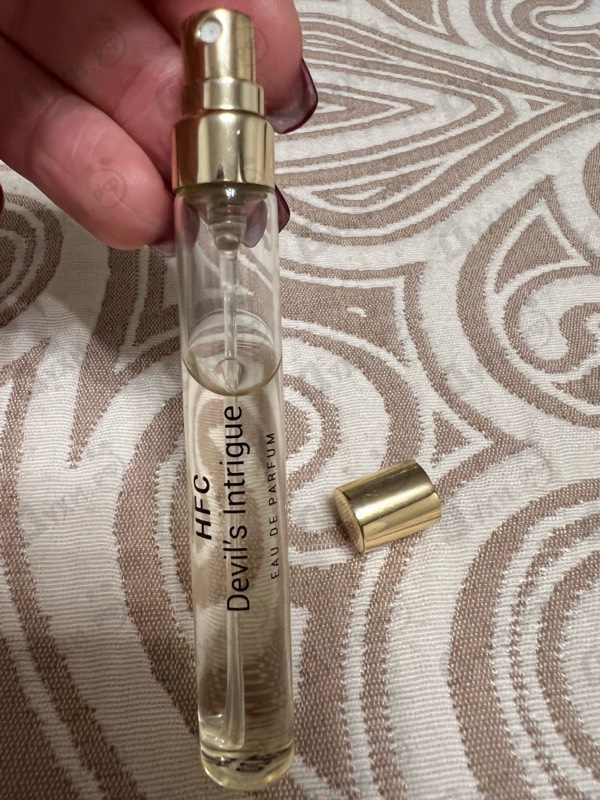 HFC
Devil's Intrigue
EAU DE PARFUM